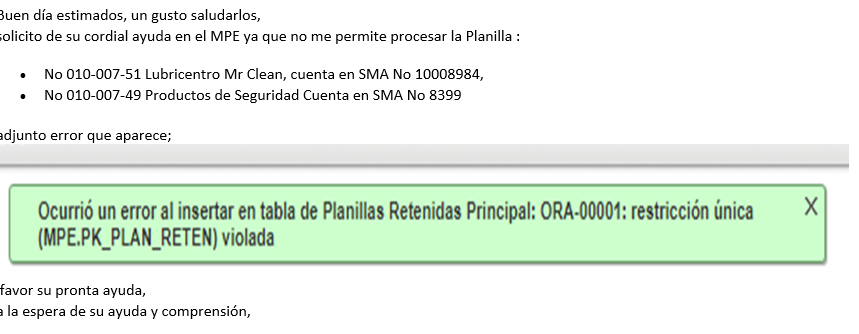 Buen día estimados, un gusto saludarlos,
solicito de su cordial ayuda en el MPE ya que no me permite procesar la Planilla :
• No 010-007-51 Lubricentro Mr Clean, cuenta en SMA No 10008984,
• No 010-007-49 Productos de Seguridad Cuenta en SMA No 8399
adjunto error que aparece;
Ocurrió un error al insertar en tabla de Planillas Retenidas Principal: ORA-00001: restricción única X
(MPE.PK_PLAN_RETEN) violada
favor su pronta ayuda,
a la espera de su ayuda y comprensión,